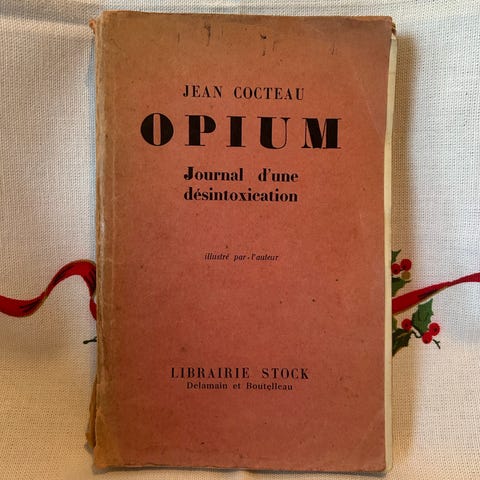 JEAN COCTEAU
OPIUM
Journal d'une
désintoxication
illustré par l'auteur
LIBRAIRIE STOCK
Delamain et Boutelleau